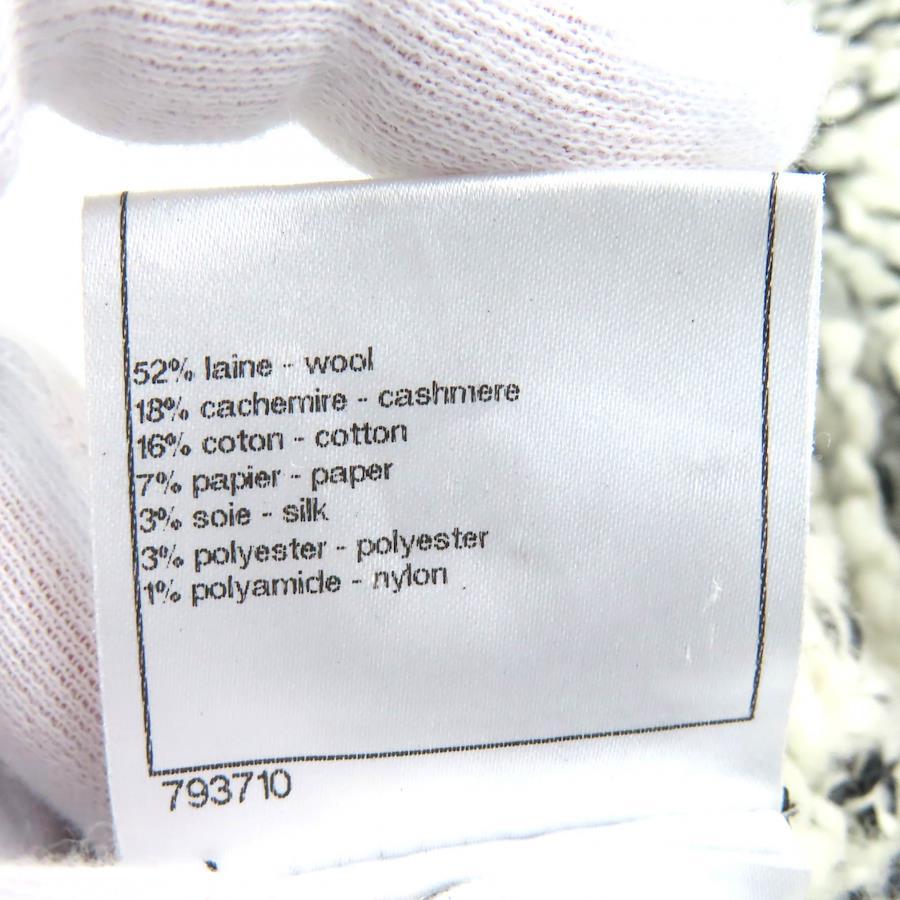 52% laine - wool
18% cachemire - cashmere
16% coton - cotton
7% papier - paper
3% soie - silk
3% polyester - polyester
1% polyamide - nylon
793710